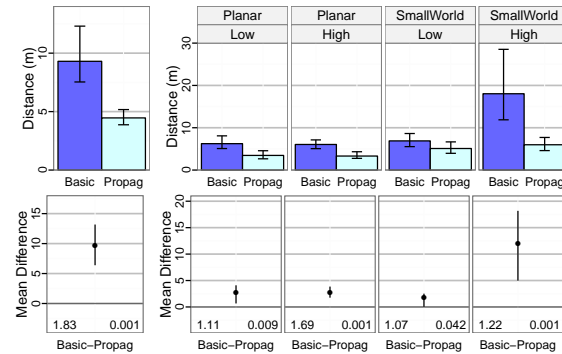 Planar Planar SmallWorld SmallWorld
Low High Low High
Distance (m)
10
5
0
Basic Propag
Distance (m)
30
20
10
0
Basic Propag Basic Propag Basic Propag Basic Propag
Mean Difference
15
10
5
0
1.83 0.001
Basic−Propag
Mean Difference
20
15
10
5
0
1.11 0.009 1.69 0.001 1.07 0.042 1.22 0.001
Basic−Propag Basic−Propag Basic−Propag Basic−Propag